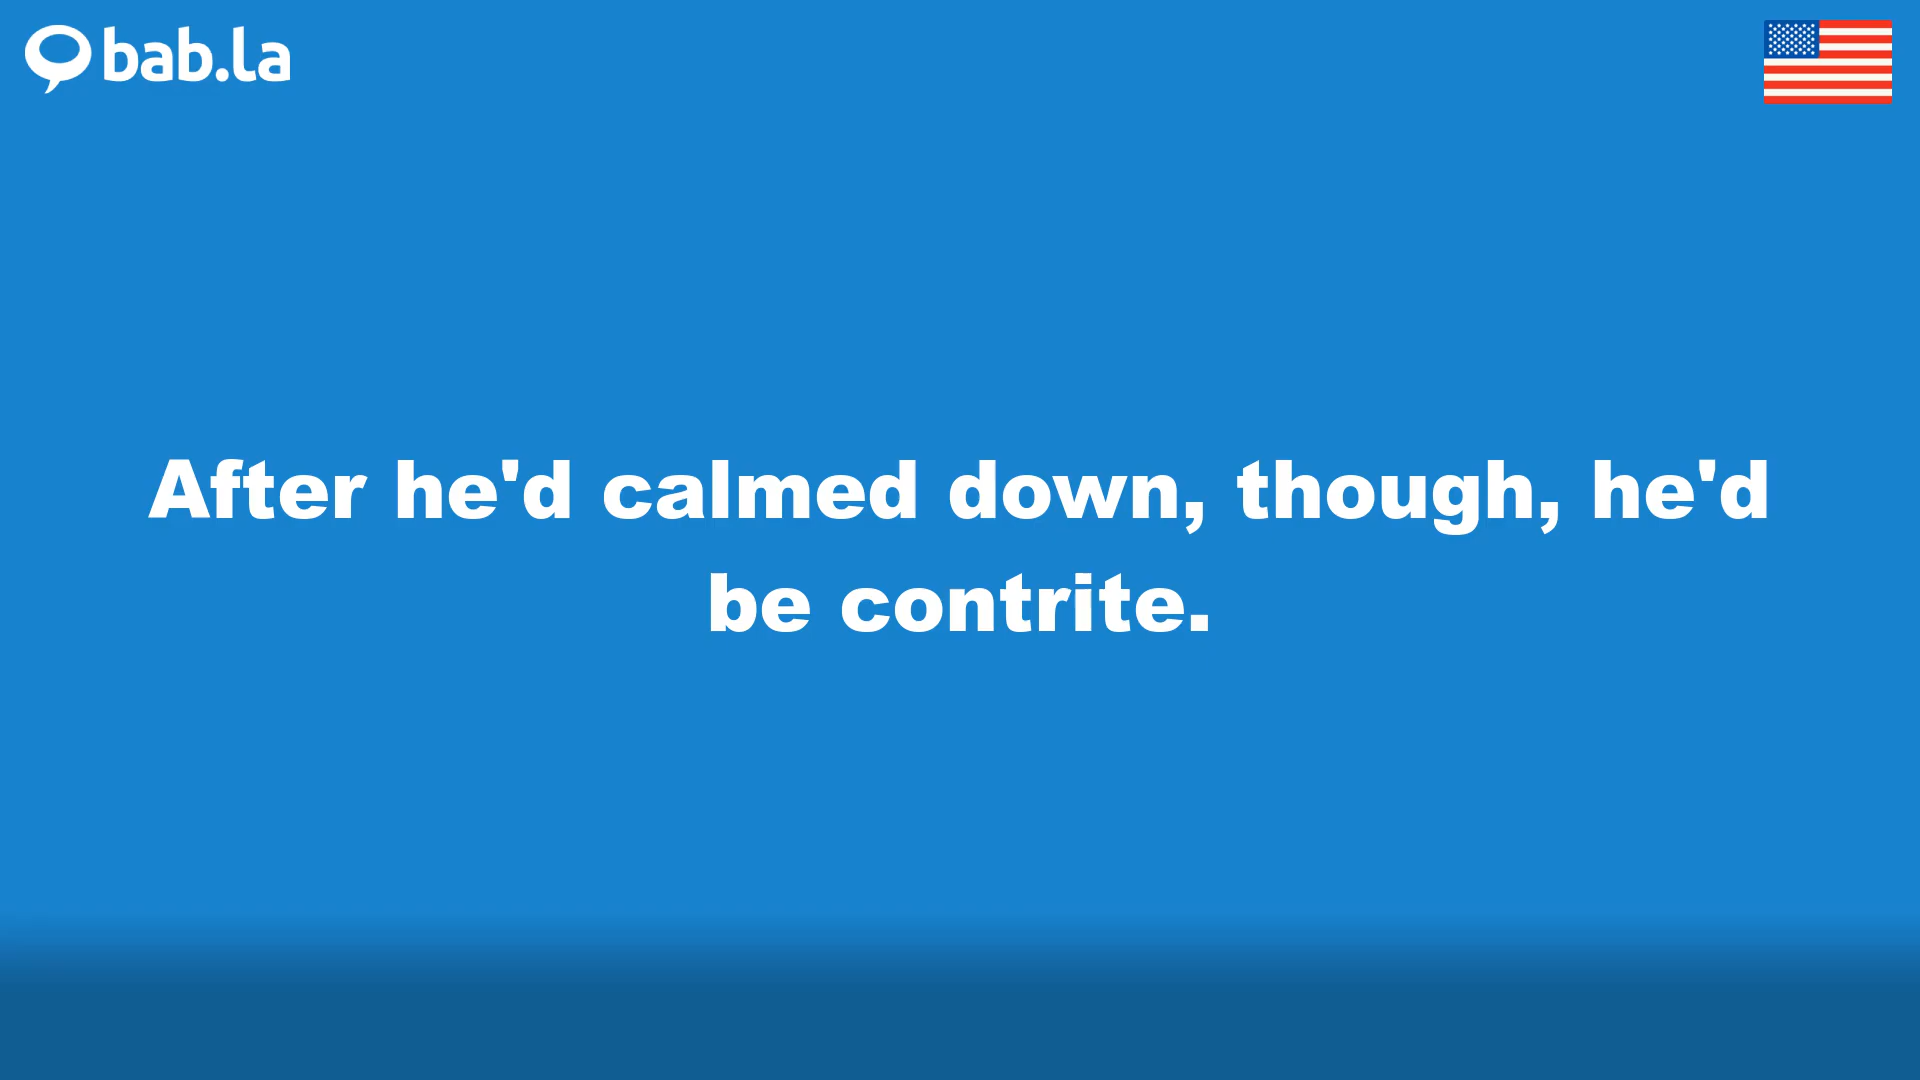 bab.la
After he'd calmed down, though, he'd
be contrite.